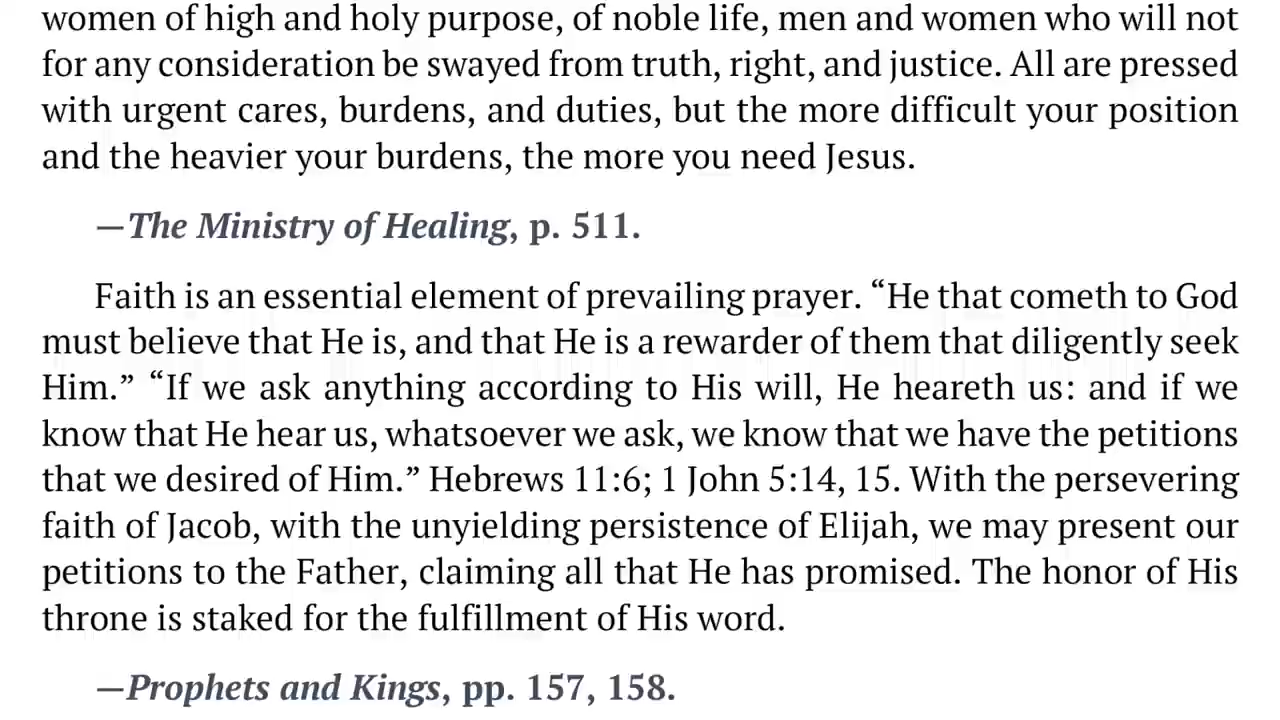 women of high and holy purpose, of noble life, men and women who will not
for any consideration be swayed from truth, right, and justice. All are pressed
with urgent cares, burdens, and duties, but the more difficult your position
and the heavier your burdens, the more you need Jesus.
—The Ministry of Healing, p. 511.
Faith is an essential element of prevailing prayer. “He that cometh to God
must believe that He is, and that He is a rewarder of them that diligently seek
Him.” “If we ask anything according to His will, He heareth us: and if we
know that He hear us, whatsoever we ask, we know that we have the petitions
that we desired of Him.” Hebrews 11:6; 1 John 5:14, 15. With the persevering
faith of Jacob, with the unyielding persistence of Elijah, we may present our
petitions to the Father, claiming all that He has promised. The honor of His
throne is staked for the fulfillment of His word.
—Prophets and Kings, pp. 157, 158.